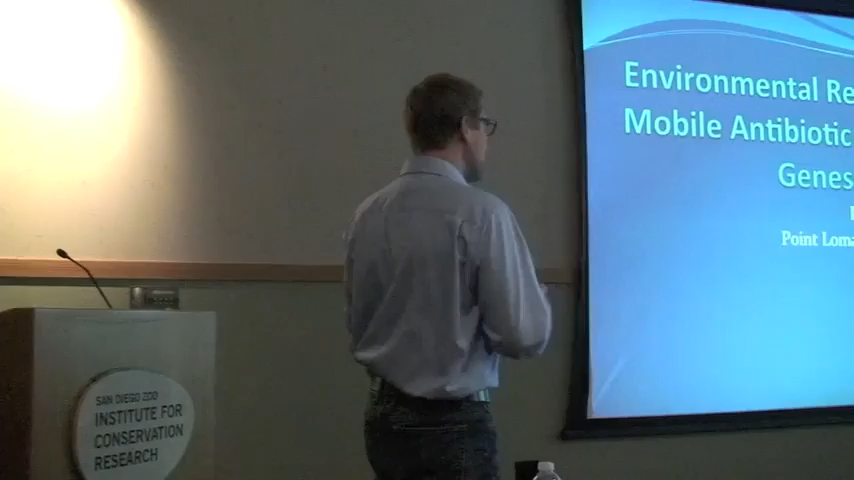 Environmental Re
Mobile Antibiotic
Genes
Point Loma
SAN DIEGO ZOO
INSTITUTE FOR
CONSERVATION
RESEARCH